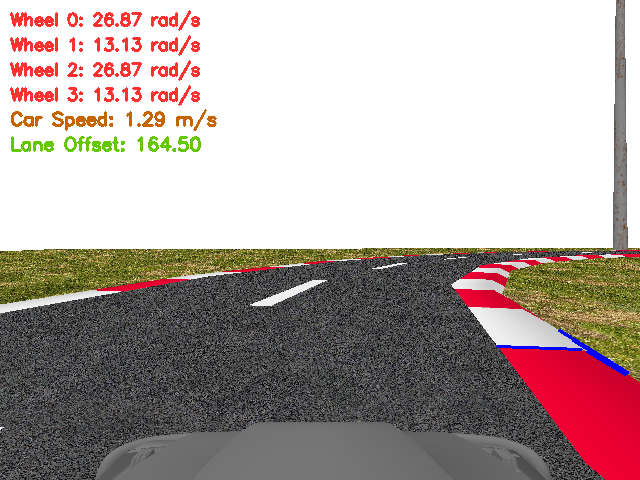 Wheel 0: 26.87 rad/s
Wheel 1: 13.13 rad/s
Wheel 2: 26.87 rad/s
Wheel 3: 13.13 rad/s
Car Speed: 1.29 m/s
Lane Offset: 164.50